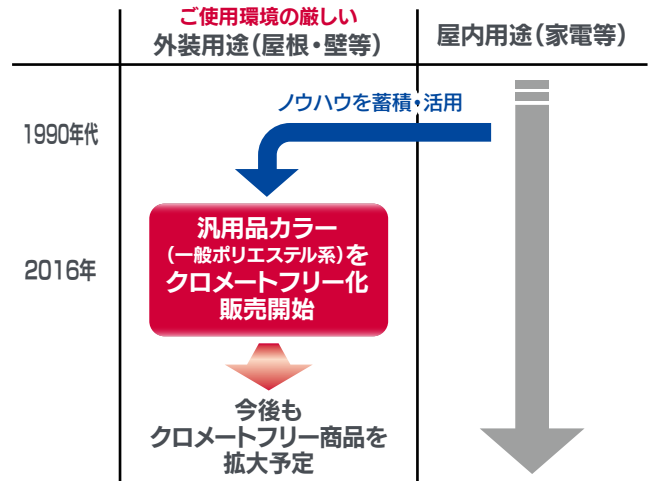 ご使用環境の厳しい
外装用途(屋根・壁等)
屋内用途(家電等)
ノウハウを蓄積・活用
1990年代
汎用品カラー
(一般ポリエステル系)を
クロメートフリー化
販売開始
2016年
今後も
クロメートフリー商品を
拡大予定